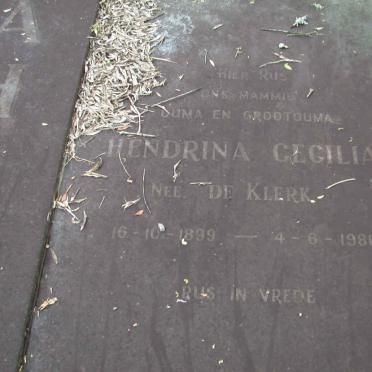 HIER RUS
ONS MAMMIE
OUMA EN GROOTOUMA
HENDRINA CECILIA
NEE DE KLERK
16-10-1899 — 4-6-198
RUS IN VREDE